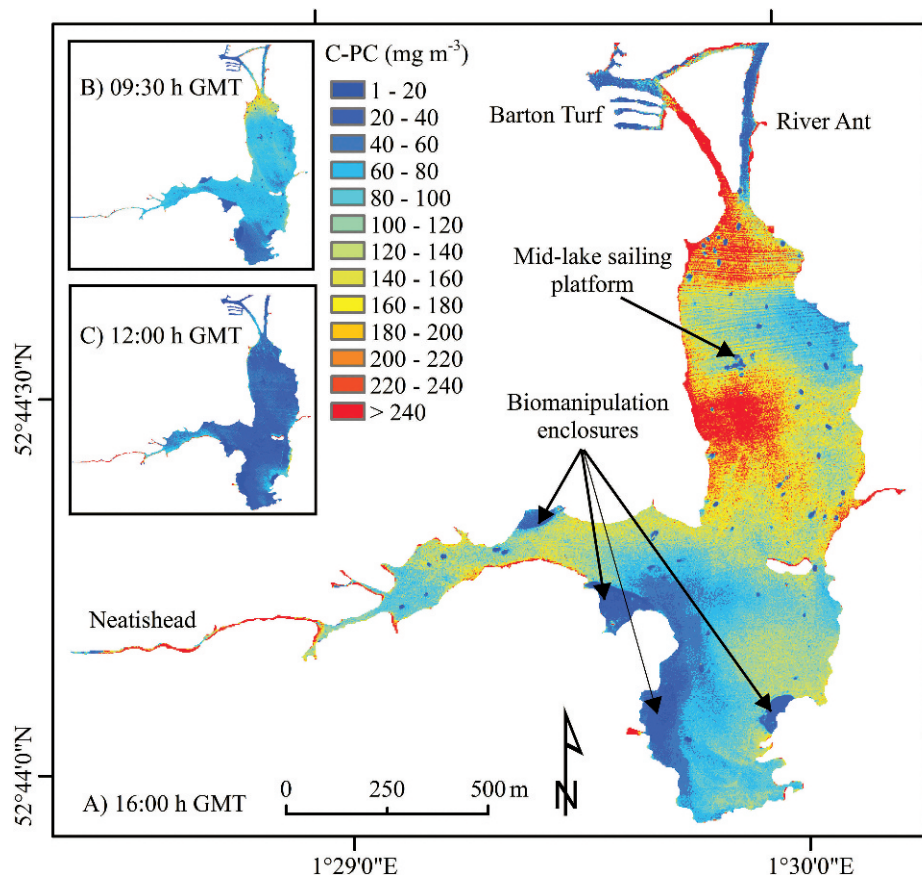 B) 09:30 h GMT
C) 12:00 h GMT
C-PC (mg m⁻³)
1 - 20
20 - 40
40 - 60
60 - 80
80 - 100
100 - 120
120 - 140
140 - 160
160 - 180
180 - 200
200 - 220
220 - 240
> 240
Barton Turf
River Ant
Mid-lake sailing
platform
Biomanipulation
enclosures
Neatishead
52°44'30"N
52°44'0"N
A) 16:00 h GMT
0 250 500 m
N
1°29'0"E
1°30'0"E